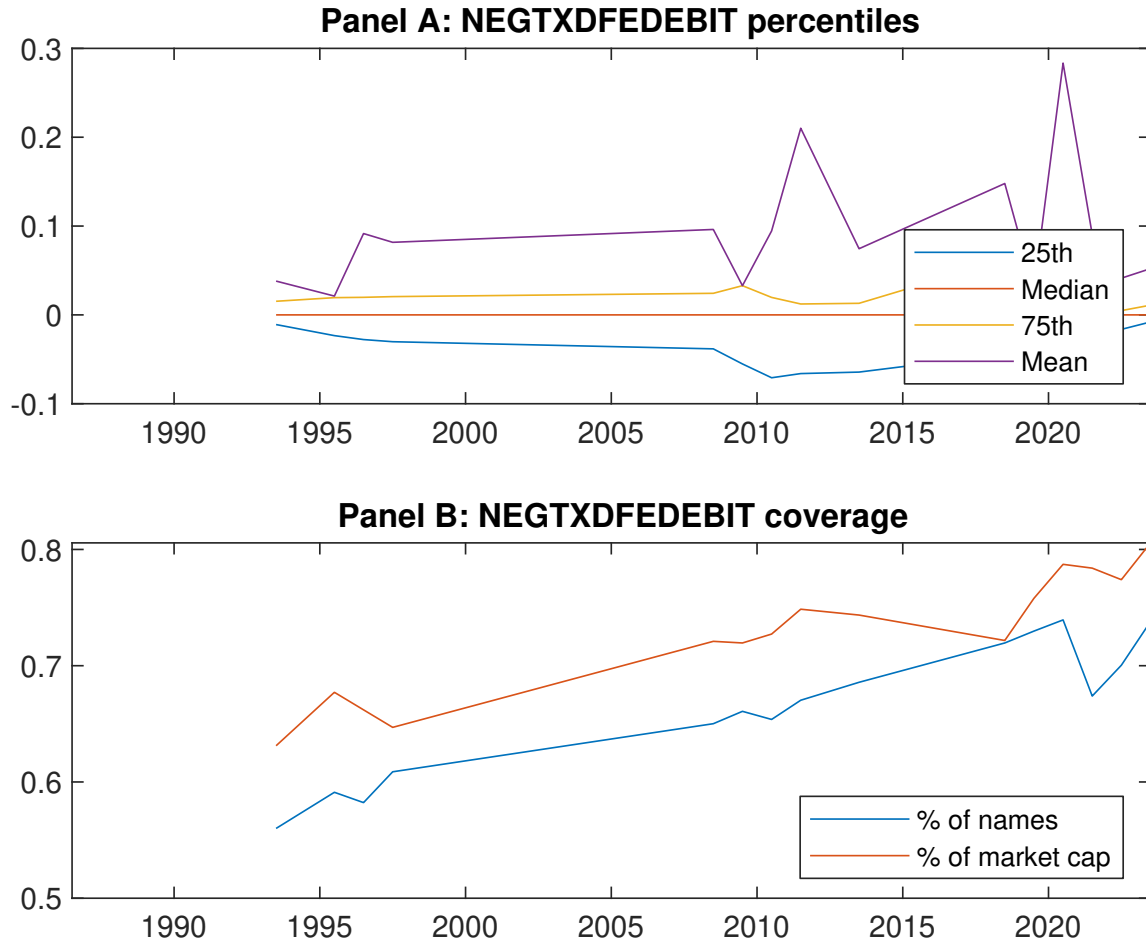 Panel A: NEGTXDFEDEBIT percentiles
0.3
0.2
0.1
0
-0.1
1990 1995 2000 2005 2010 2015 2020
25th
Median
75th
Mean
Panel B: NEGTXDFEDEBIT coverage
0.8
0.7
0.6
0.5
1990 1995 2000 2005 2010 2015 2020
% of names
% of market cap